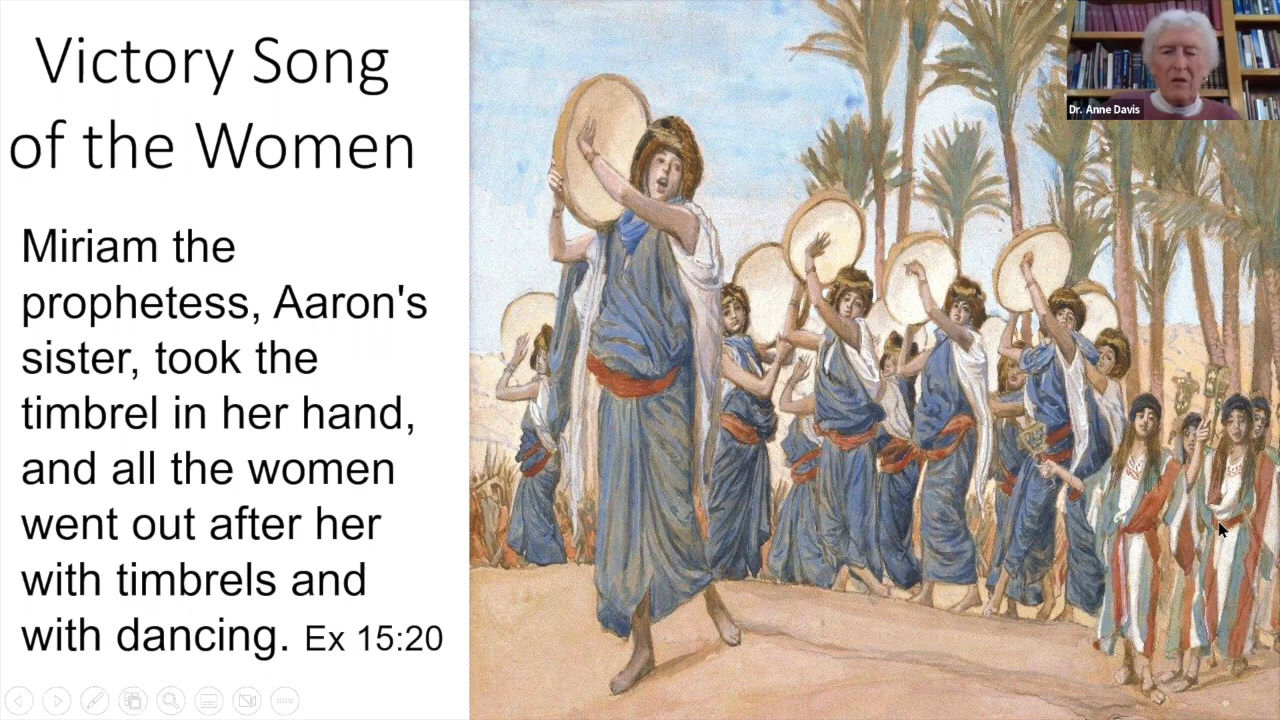 Victory Song
of the Women
Miriam the
prophetess, Aaron's
sister, took the
timbrel in her hand,
and all the women
went out after her
with timbrels and
with dancing. Ex 15:20
Dr. Anne Davis